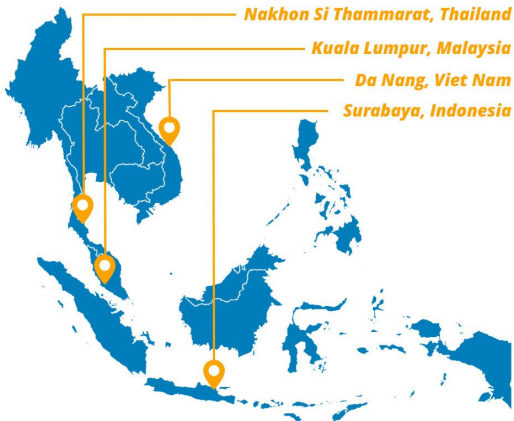 Nakhon Si Thammarat, Thailand
Kuala Lumpur, Malaysia
Da Nang, Viet Nam
Surabaya, Indonesia